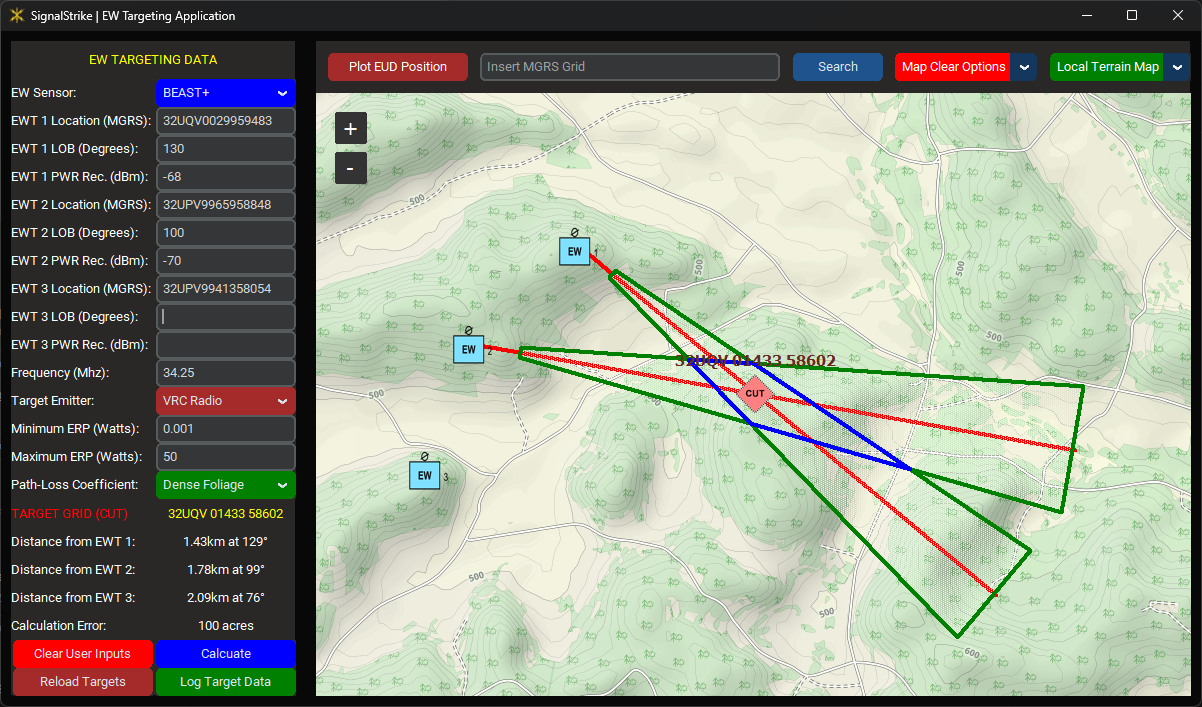 SignalStrike | EW Targeting Application
EW TARGETING DATA
EW Sensor: BEAST+
EWT 1 Location (MGRS): 32UQV0029959483
EWT 1 LOB (Degrees): 130
EWT 1 PWR Rec. (dBm): -68
EWT 2 Location (MGRS): 32UPV9965958848
EWT 2 LOB (Degrees): 100
EWT 2 PWR Rec. (dBm): -70
EWT 3 Location (MGRS): 32UPV9941358054
EWT 3 LOB (Degrees):
EWT 3 PWR Rec. (dBm):
Frequency (Mhz): 34.25
Target Emitter: VRC Radio
Minimum ERP (Watts): 0.001
Maximum ERP (Watts): 50
Path-Loss Coefficient: Dense Foliage
TARGET GRID (CUT) 32UQV 01433 58602
Distance from EWT 1: 1.43km at 129°
Distance from EWT 2: 1.78km at 99°
Distance from EWT 3: 2.09km at 76°
Calculation Error: 100 acres
Clear User Inputs Calcuate
Reload Targets Log Target Data
Plot EUD Position Insert MGRS Grid Search Map Clear Options Local Terrain Map
+
-
500
500
500
EW 1
500
EW 2
32UQV 01433 58602
CUT
500
EW 3
500
500
600